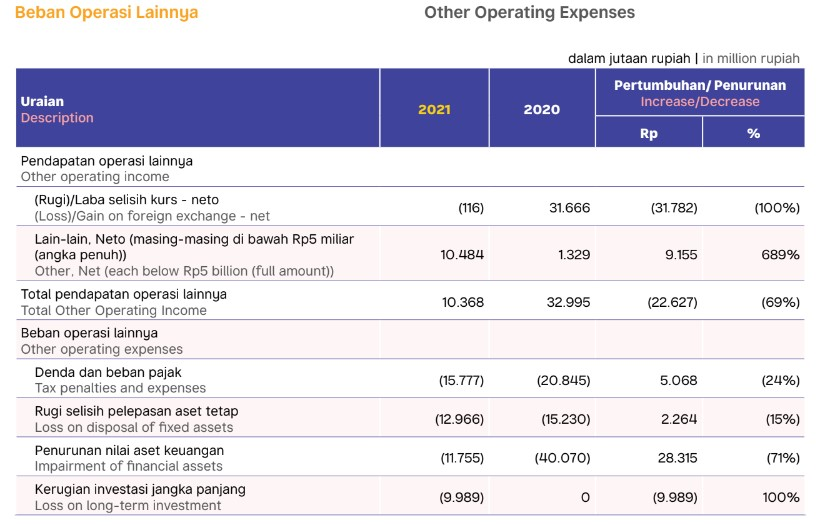 Beban Operasi Lainnya
Other Operating Expenses
dalam jutaan rupiah | in million rupiah
Uraian
Description
2021
2020
Pertumbuhan/ Penurunan
Increase/Decrease
Rp
%
Pendapatan operasi lainnya
Other operating income
(Rugi)/Laba selisih kurs - neto
(Loss)/Gain on foreign exchange - net
(116) 31.666 (31.782) (100%)
Lain-lain, Neto (masing-masing di bawah Rp5 miliar
(angka penuh))
Other, Net (each below Rp5 billion (full amount))
10.484 1.329 9.155 689%
Total pendapatan operasi lainnya
Total Other Operating Income
10.368 32.995 (22.627) (69%)
Beban operasi lainnya
Other operating expenses
Denda dan beban pajak
Tax penalties and expenses
(15.777) (20.845) 5.068 (24%)
Rugi selisih pelepasan aset tetap
Loss on disposal of fixed assets
(12.966) (15.230) 2.264 (15%)
Penurunan nilai aset keuangan
Impairment of financial assets
(11.755) (40.070) 28.315 (71%)
Kerugian investasi jangka panjang
Loss on long-term investment
(9.989) 0 (9.989) 100%